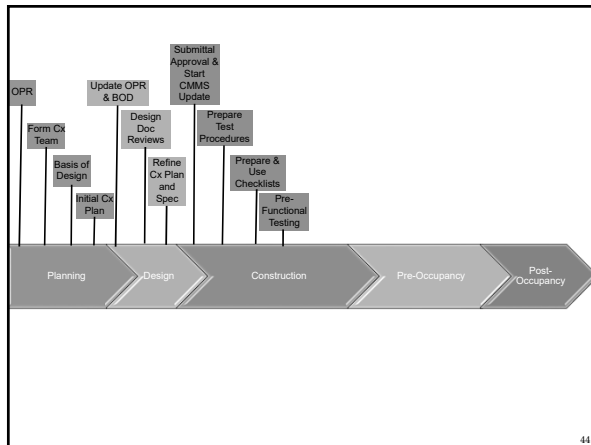 OPR
Form Cx
Team
Basis of
Design
Initial Cx
Plan
Update OPR
& BOD
Design
Doc
Reviews
Refine
Cx Plan
and
Spec
Submittal
Approval &
Start
CMMS
Update
Prepare
Test
Procedures
Prepare &
Use
Checklists
Pre-
Functional
Testing
Planning
Design
Construction
Pre-Occupancy
Post-
Occupancy
44